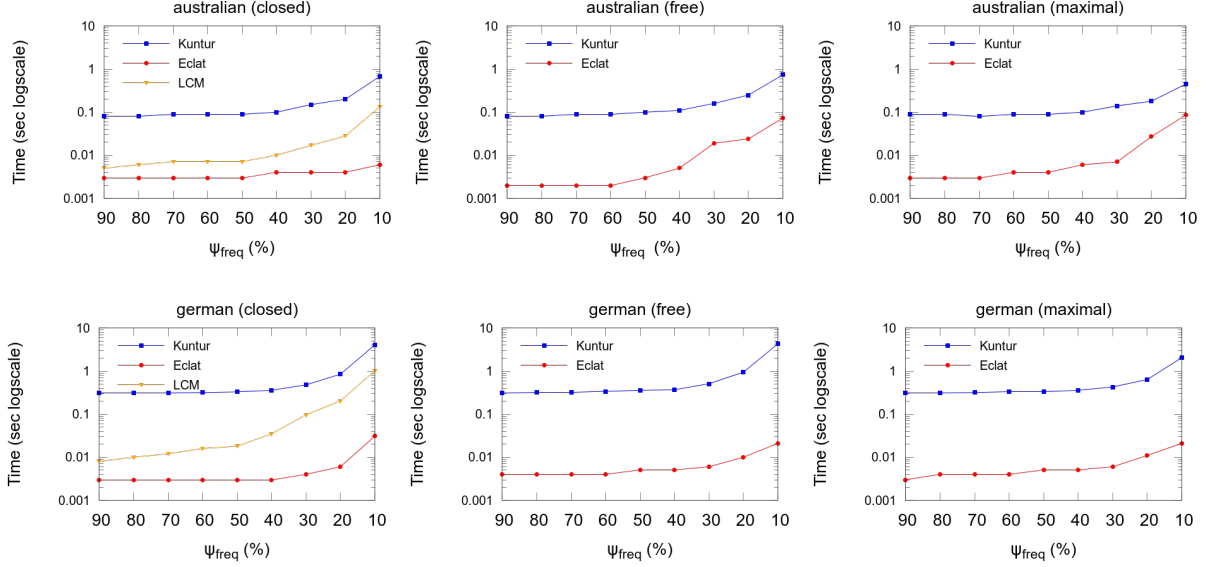 australian (closed)
Time (sec logscale)
10
1
0.1
0.01
0.001
Kuntur
Eclat
LCM
90 80 70 60 50 40 30 20 10
ψfreq (%)
australian (free)
Time (sec logscale)
10
1
0.1
0.01
0.001
Kuntur
Eclat
90 80 70 60 50 40 30 20 10
ψfreq (%)
australian (maximal)
Time (sec logscale)
10
1
0.1
0.01
0.001
Kuntur
Eclat
90 80 70 60 50 40 30 20 10
ψfreq (%)
german (closed)
Time (sec logscale)
10
1
0.1
0.01
0.001
Kuntur
Eclat
LCM
90 80 70 60 50 40 30 20 10
ψfreq (%)
german (free)
Time (sec logscale)
10
1
0.1
0.01
0.001
Kuntur
Eclat
90 80 70 60 50 40 30 20 10
ψfreq (%)
german (maximal)
Time (sec logscale)
10
1
0.1
0.01
0.001
Kuntur
Eclat
90 80 70 60 50 40 30 20 10
ψfreq (%)